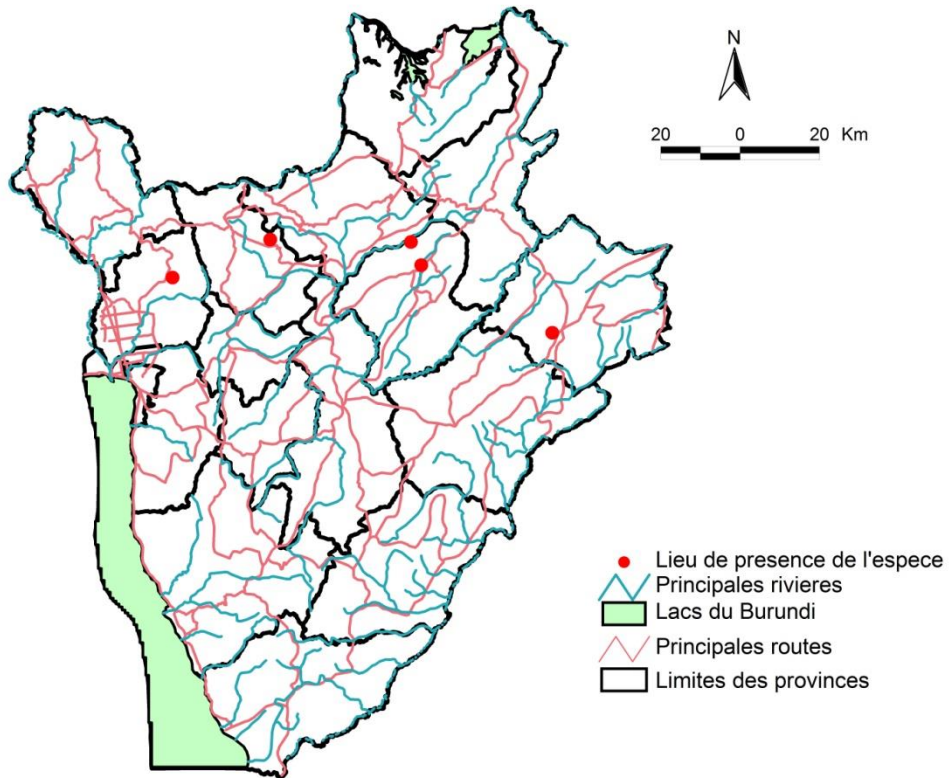 N
20 0 20 Km
Lieu de presence de l'espece
Principales rivieres
Lacs du Burundi
Principales routes
Limites des provinces